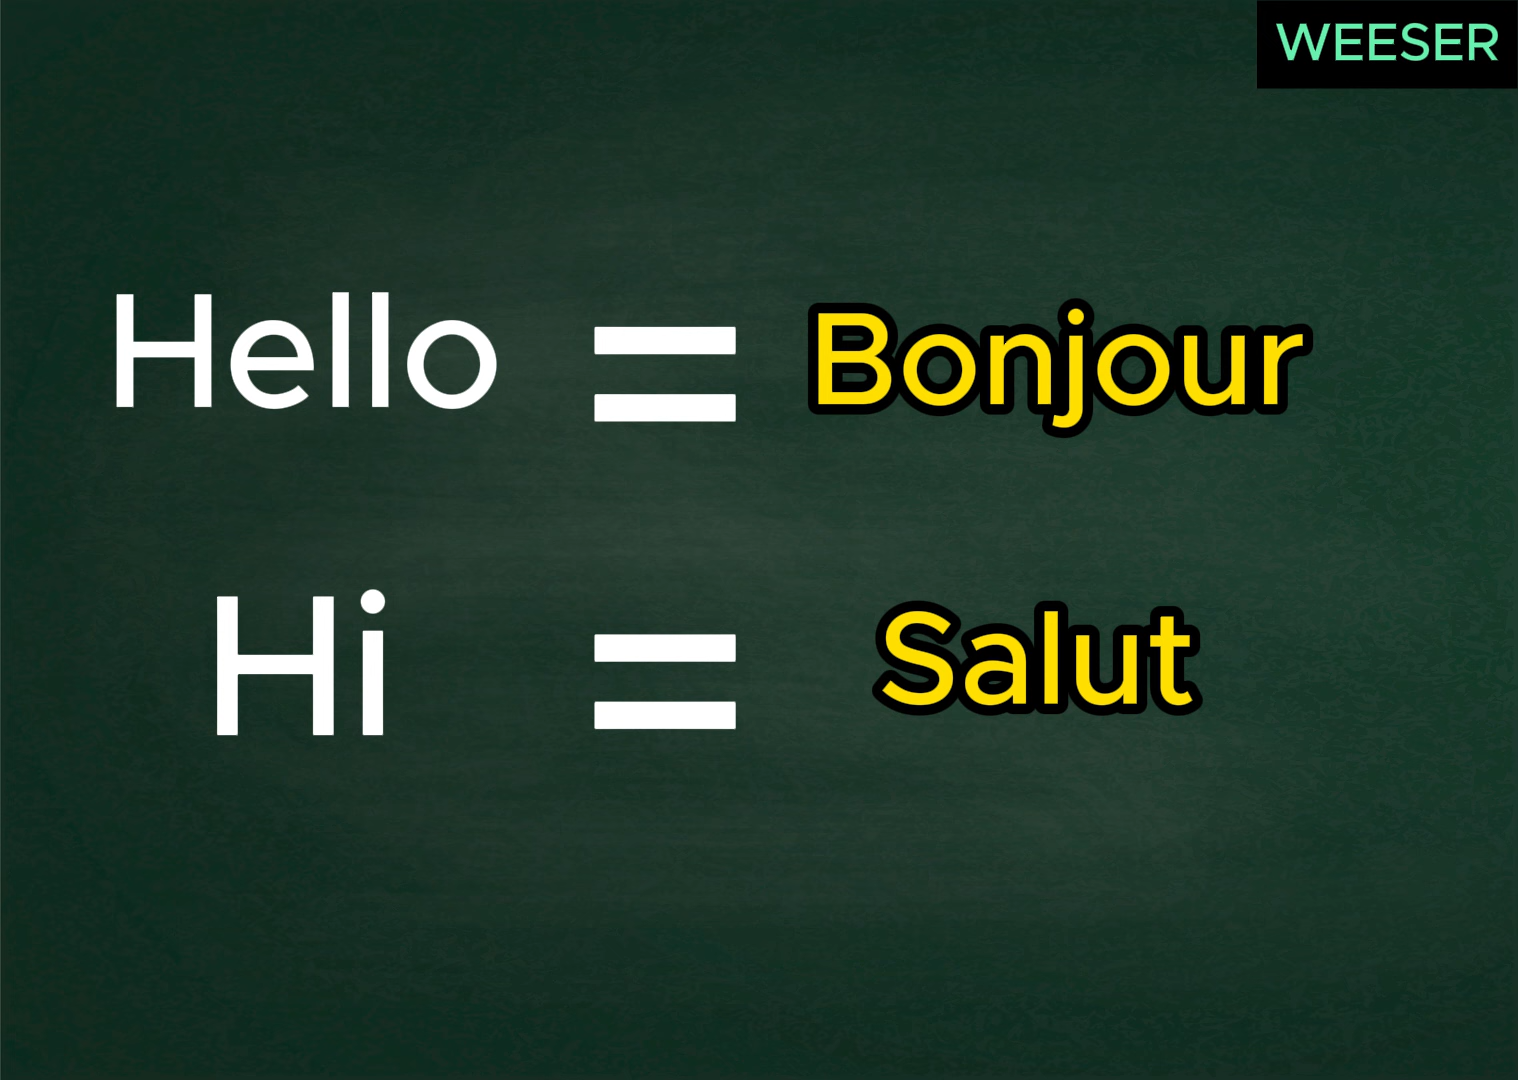 WEESER
Hello = Bonjour
Hi = Salut